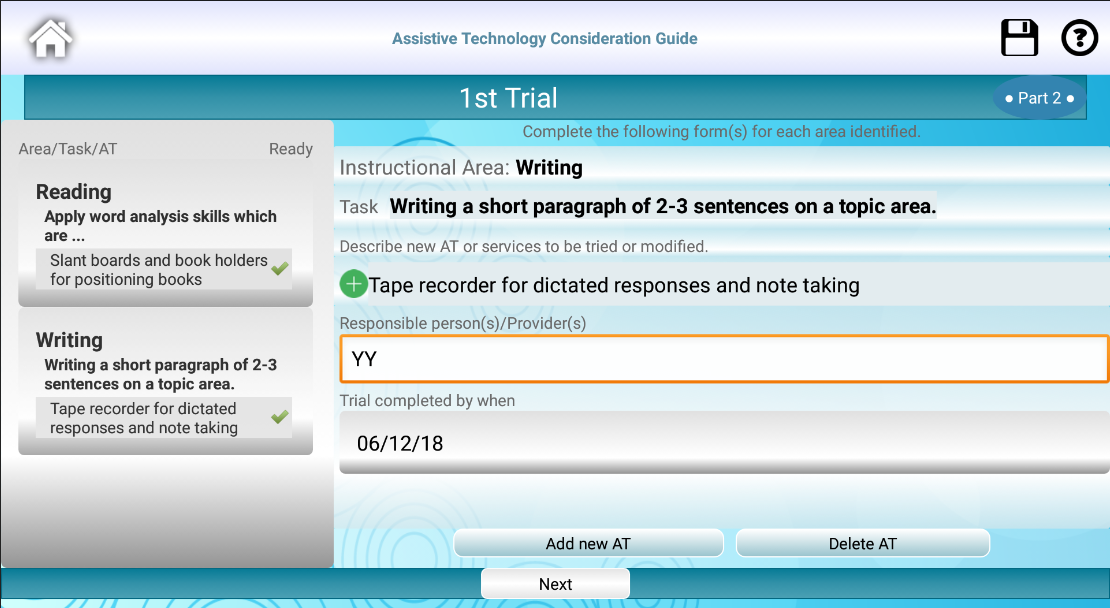 Assistive Technology Consideration Guide
1st Trial
• Part 2 •
Complete the following form(s) for each area identified.
Area/Task/AT Ready
Reading
Apply word analysis skills which
are ...
Slant boards and book holders
for positioning books
Writing
Writing a short paragraph of 2-3
sentences on a topic area.
Tape recorder for dictated
responses and note taking
Instructional Area: Writing
Task Writing a short paragraph of 2-3 sentences on a topic area.
Describe new AT or services to be tried or modified.
Tape recorder for dictated responses and note taking
Responsible person(s)/Provider(s)
YY
Trial completed by when
06/12/18
Add new AT
Delete AT
Next